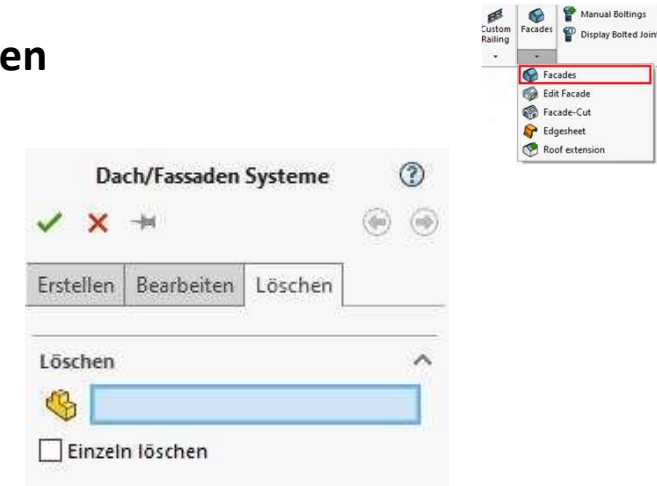 en
Custom
Railing
Facades
Manual Boltings
Display Bolted Joint
Facades
Edit Facade
Facade-Cut
Edgesheet
Roof extension
Dach/Fassaden Systeme
Erstellen Bearbeiten Löschen
Löschen
Einzeln löschen